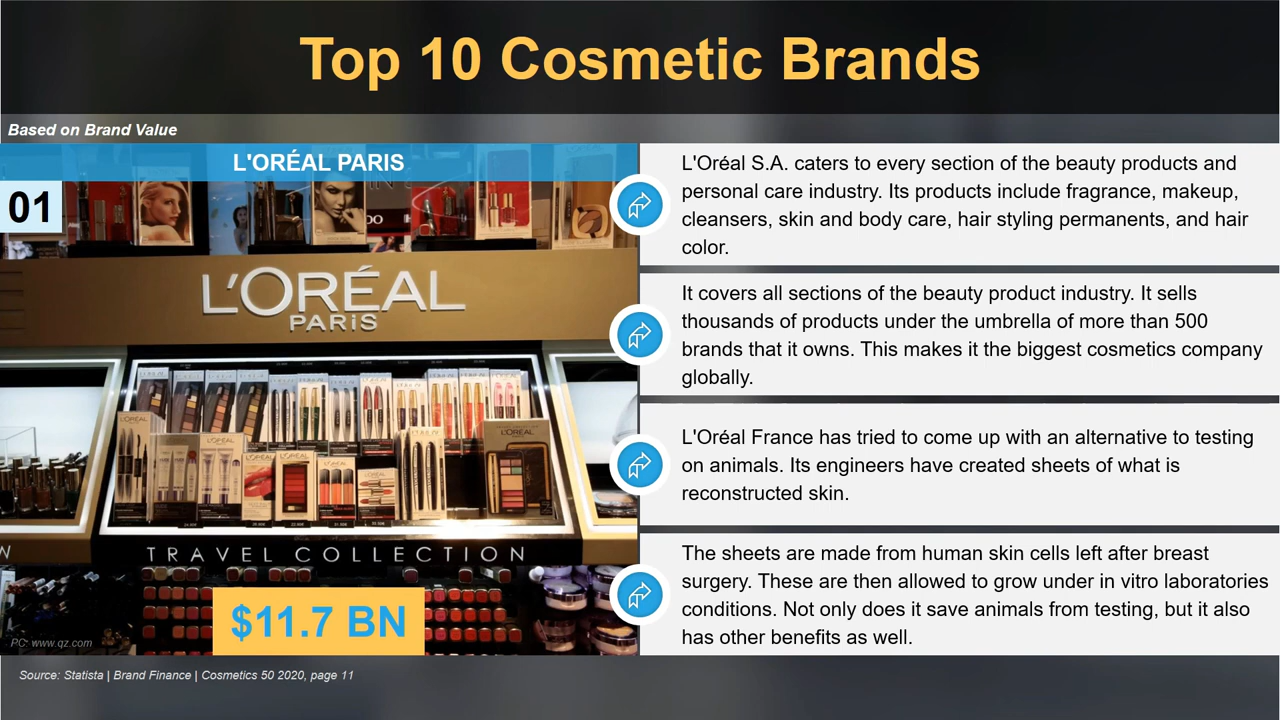 Top 10 Cosmetic Brands
Based on Brand Value
L'ORÉAL PARIS
01
L'ORÉAL
PARiS
TRAVEL COLLECTION
$11.7 BN
PC: www.qz.com
L'Oréal S.A. caters to every section of the beauty products and
personal care industry. Its products include fragrance, makeup,
cleansers, skin and body care, hair styling permanents, and hair
color.
It covers all sections of the beauty product industry. It sells
thousands of products under the umbrella of more than 500
brands that it owns. This makes it the biggest cosmetics company
globally.
L'Oréal France has tried to come up with an alternative to testing
on animals. Its engineers have created sheets of what is
reconstructed skin.
The sheets are made from human skin cells left after breast
surgery. These are then allowed to grow under in vitro laboratories
conditions. Not only does it save animals from testing, but it also
has other benefits as well.
Source: Statista | Brand Finance | Cosmetics 50 2020, page 11